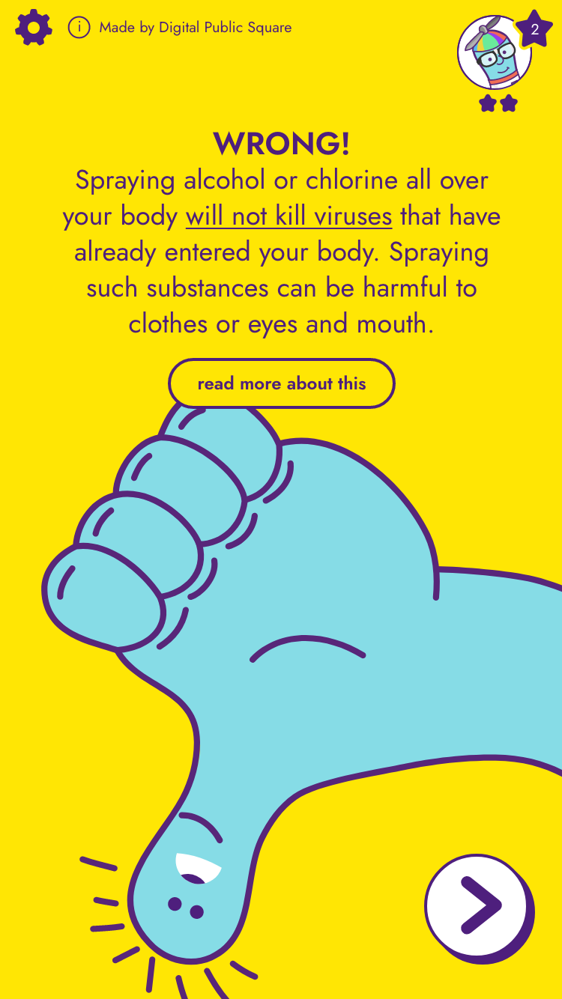 i Made by Digital Public Square
2
WRONG!
Spraying alcohol or chlorine all over
your body will not kill viruses that have
already entered your body. Spraying
such substances can be harmful to
clothes or eyes and mouth.
read more about this